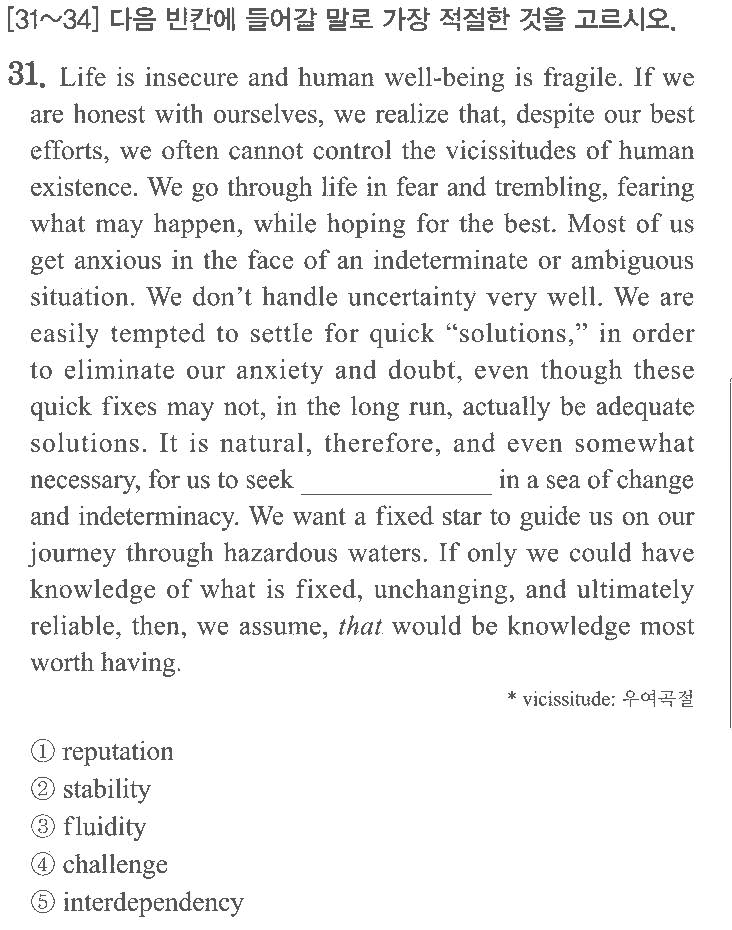 [31~34] 다음 빈칸에 들어갈 말로 가장 적절한 것을 고르시오.
31. Life is insecure and human well-being is fragile. If we
are honest with ourselves, we realize that, despite our best
efforts, we often cannot control the vicissitudes of human
existence. We go through life in fear and trembling, fearing
what may happen, while hoping for the best. Most of us
get anxious in the face of an indeterminate or ambiguous
situation. We don't handle uncertainty very well. We are
easily tempted to settle for quick “solutions,” in order
to eliminate our anxiety and doubt, even though these
quick fixes may not, in the long run, actually be adequate
solutions. It is natural, therefore, and even somewhat
necessary, for us to seek ______________ in a sea of change
and indeterminacy. We want a fixed star to guide us on our
journey through hazardous waters. If only we could have
knowledge of what is fixed, unchanging, and ultimately
reliable, then, we assume, that would be knowledge most
worth having.
* vicissitude: 우여곡절
① reputation
② stability
③ fluidity
④ challenge
⑤ interdependency